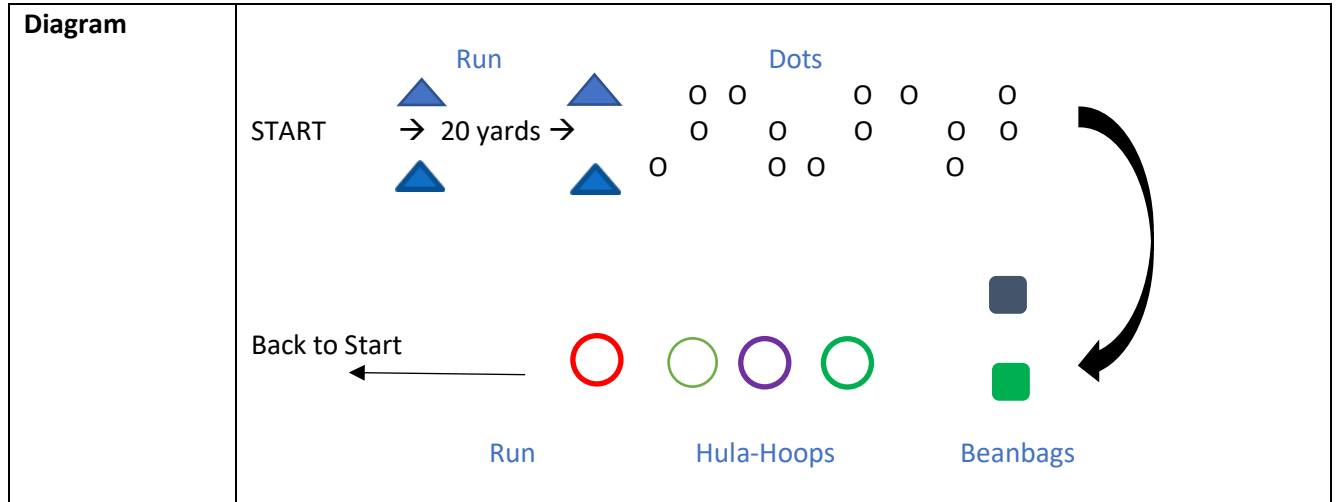 Diagram
Run Dots
O O O O O
START → 20 yards → O O O O O
O O O O
Back to Start
Run Hula-Hoops Beanbags